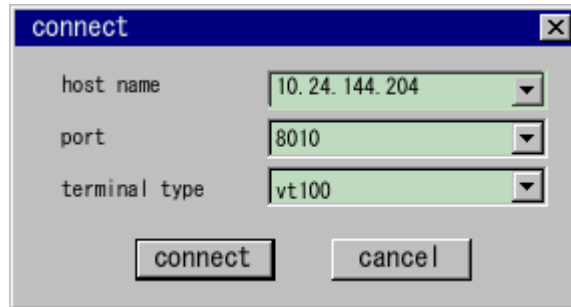 connect
host name 10.24.144.204
port 8010
terminal type vt100
connect cancel